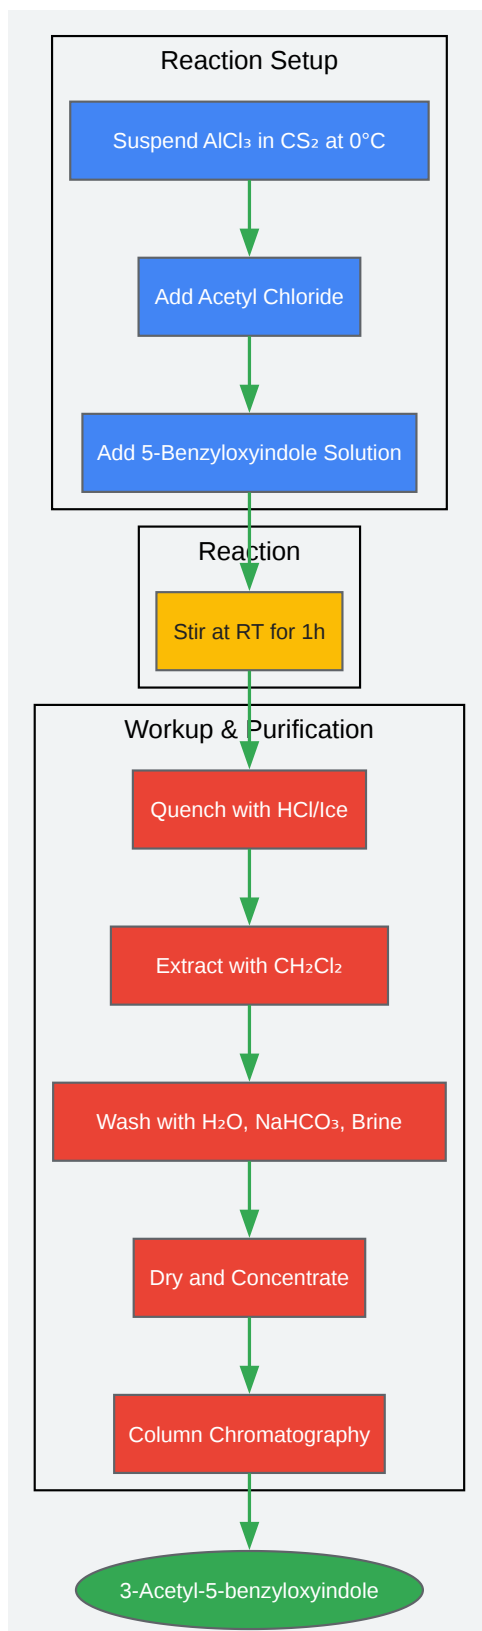 Reaction Setup
Suspend AlCl₃ in CS₂ at 0°C
Add Acetyl Chloride
Add 5-Benzyloxyindole Solution
Reaction
Stir at RT for 1h
Workup & Purification
Quench with HCl/Ice
Extract with CH₂Cl₂
Wash with H₂O, NaHCO₃, Brine
Dry and Concentrate
Column Chromatography
3-Acetyl-5-benzyloxyindole